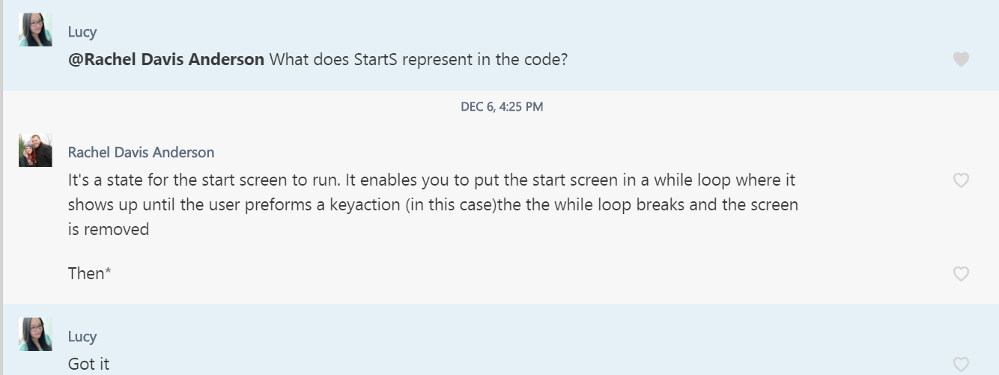 Lucy
@Rachel Davis Anderson What does StartS represent in the code?
DEC 6, 4:25 PM
Rachel Davis Anderson
It's a state for the start screen to run. It enables you to put the start screen in a while loop where it
shows up until the user preforms a keyaction (in this case)the the while loop breaks and the screen
is removed
Then*
Lucy
Got it